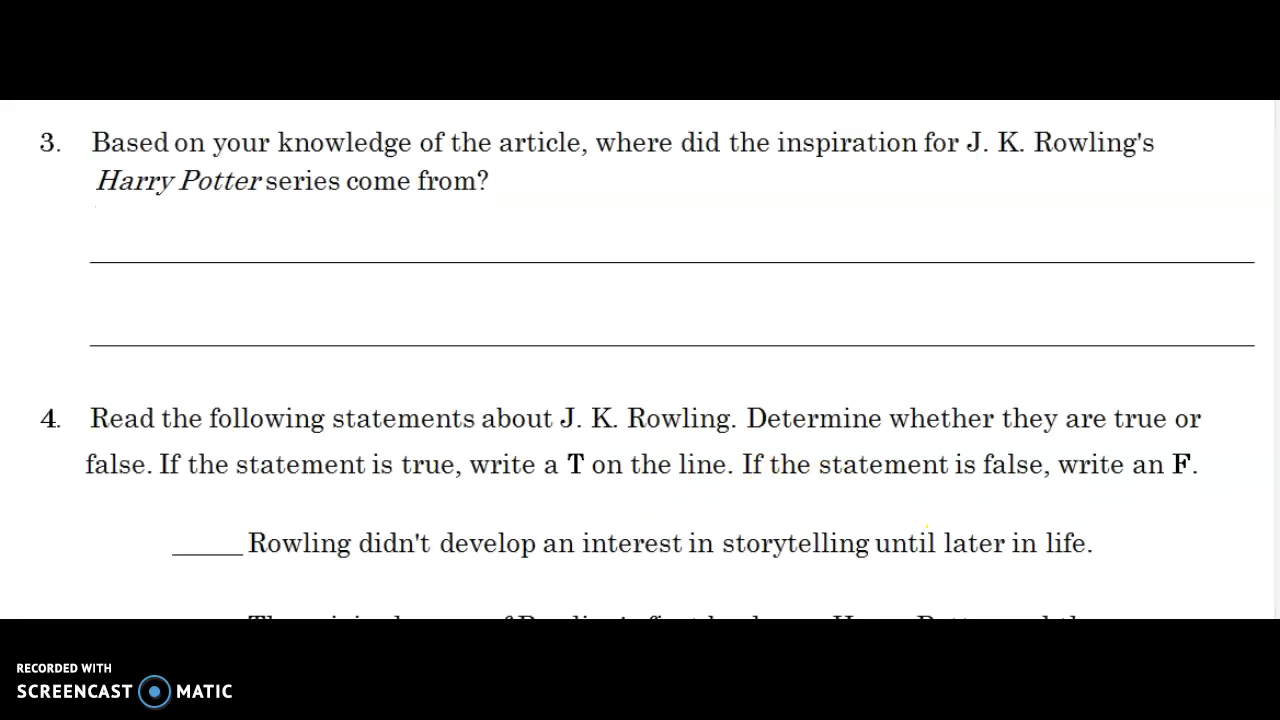 3. Based on your knowledge of the article, where did the inspiration for J. K. Rowling's
Harry Potter series come from?
4. Read the following statements about J. K. Rowling. Determine whether they are true or
false. If the statement is true, write a T on the line. If the statement is false, write an F.
_____ Rowling didn't develop an interest in storytelling until later in life.
RECORDED WITH
SCREENCAST MATIC